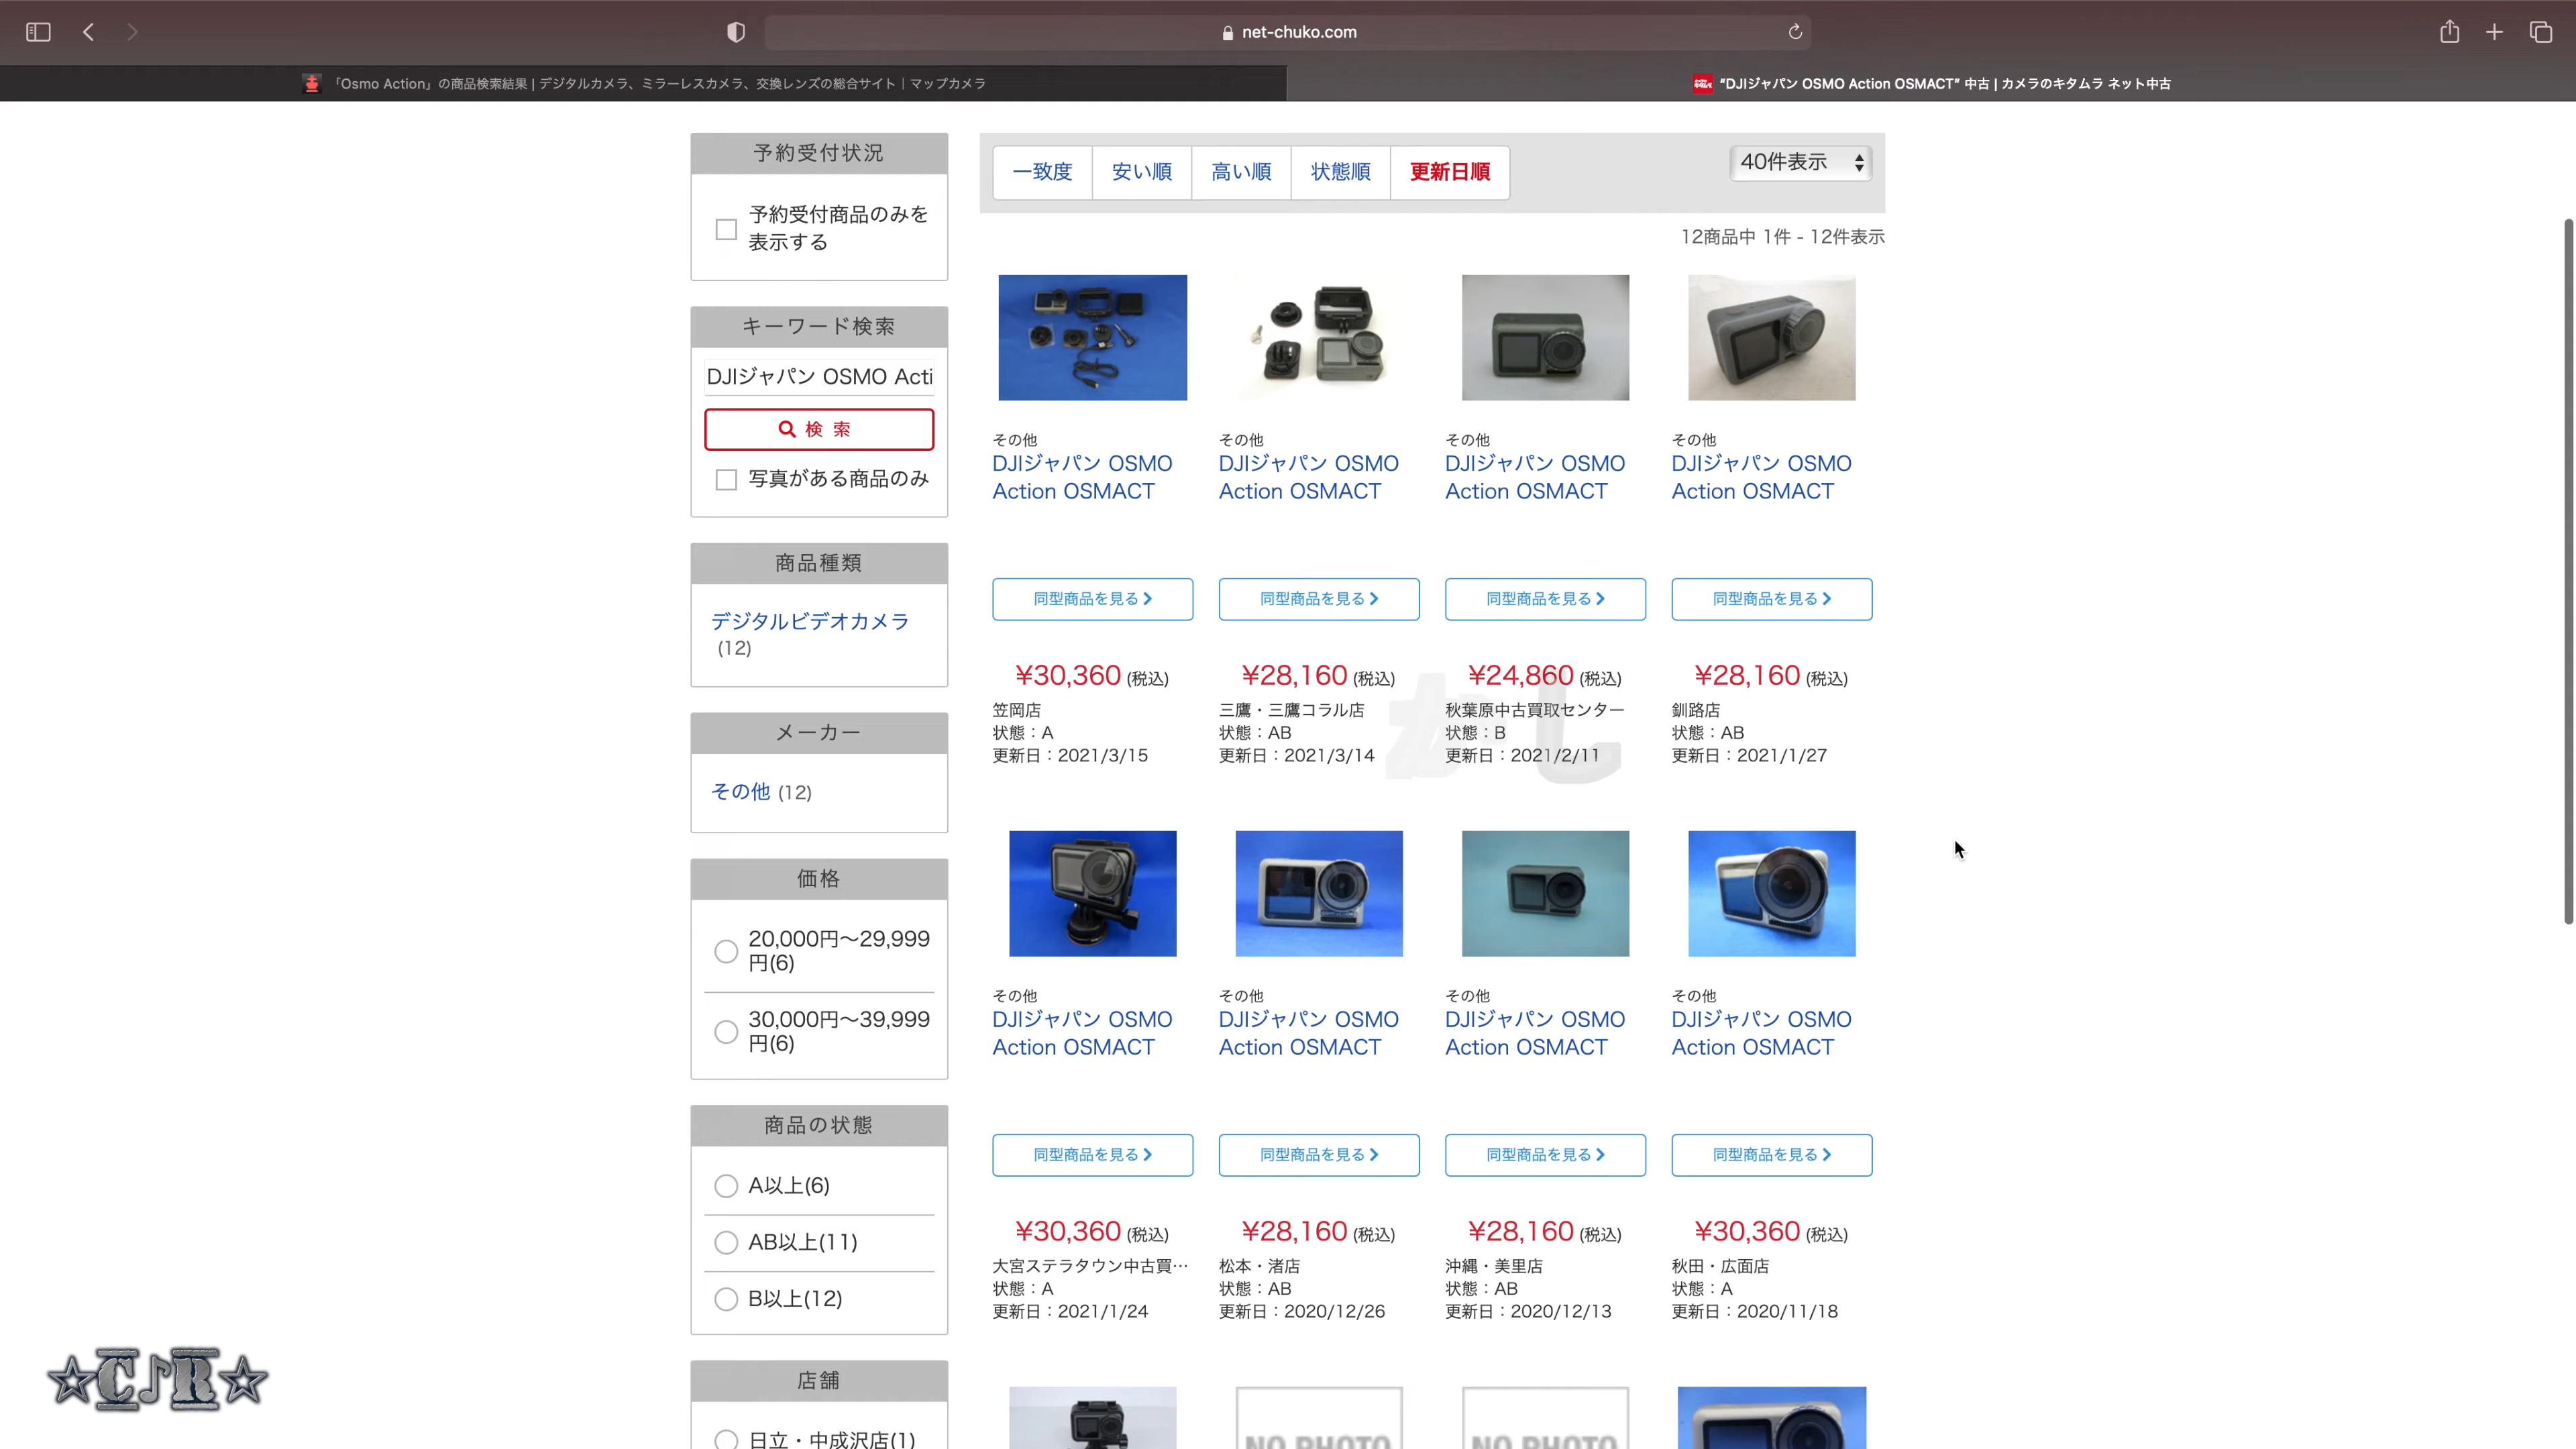 net-chuko.com
「Osmo Action」の商品検索結果 | デジタルカメラ、ミラーレスカメラ、交換レンズの総合サイト｜マップカメラ
“DJIジャパン OSMO Action OSMACT” 中古 | カメラのキタムラ ネット中古
予約受付状況
予約受付商品のみを
表示する
キーワード検索
DJIジャパン OSMO Acti
検 索
写真がある商品のみ
商品種類
デジタルビデオカメラ
(12)
メーカー
その他 (12)
価格
20,000円～29,999
円(6)
30,000円～39,999
円(6)
商品の状態
A以上(6)
AB以上(11)
B以上(12)
店舗
日立・中成沢店(1)
一致度 安い順 高い順 状態順 更新日順
40件表示
12商品中 1件 - 12件表示
その他 その他 その他 その他
DJIジャパン OSMO DJIジャパン OSMO DJIジャパン OSMO DJIジャパン OSMO
Action OSMACT Action OSMACT Action OSMACT Action OSMACT
同型商品を見る 同型商品を見る 同型商品を見る 同型商品を見る
¥30,360 (税込) ¥28,160 (税込) ¥24,860 (税込) ¥28,160 (税込)
笠岡店 三鷹・三鷹コラル店 秋葉原中古買取センター 釧路店
状態：A 状態：AB 状態：B 状態：AB
更新日：2021/3/15 更新日：2021/3/14 更新日：2021/2/11 更新日：2021/1/27
その他 その他 その他 その他
DJIジャパン OSMO DJIジャパン OSMO DJIジャパン OSMO DJIジャパン OSMO
Action OSMACT Action OSMACT Action OSMACT Action OSMACT
同型商品を見る 同型商品を見る 同型商品を見る 同型商品を見る
¥30,360 (税込) ¥28,160 (税込) ¥28,160 (税込) ¥30,360 (税込)
大宮ステラタウン中古買… 松本・渚店 沖縄・美里店 秋田・広面店
状態：A 状態：AB 状態：AB 状態：A
更新日：2021/1/24 更新日：2020/12/26 更新日：2020/12/13 更新日：2020/11/18
NO PHOTO NO PHOTO
☆C♪R☆